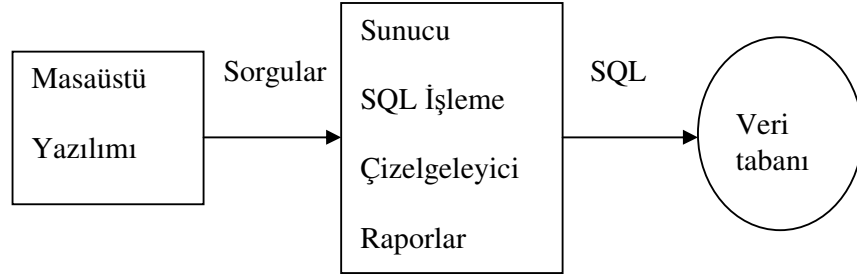 Masaüstü
Yazılımı
Sorgular
Sunucu
SQL İşleme
Çizelgeleyici
Raporlar
SQL
Veri
tabanı